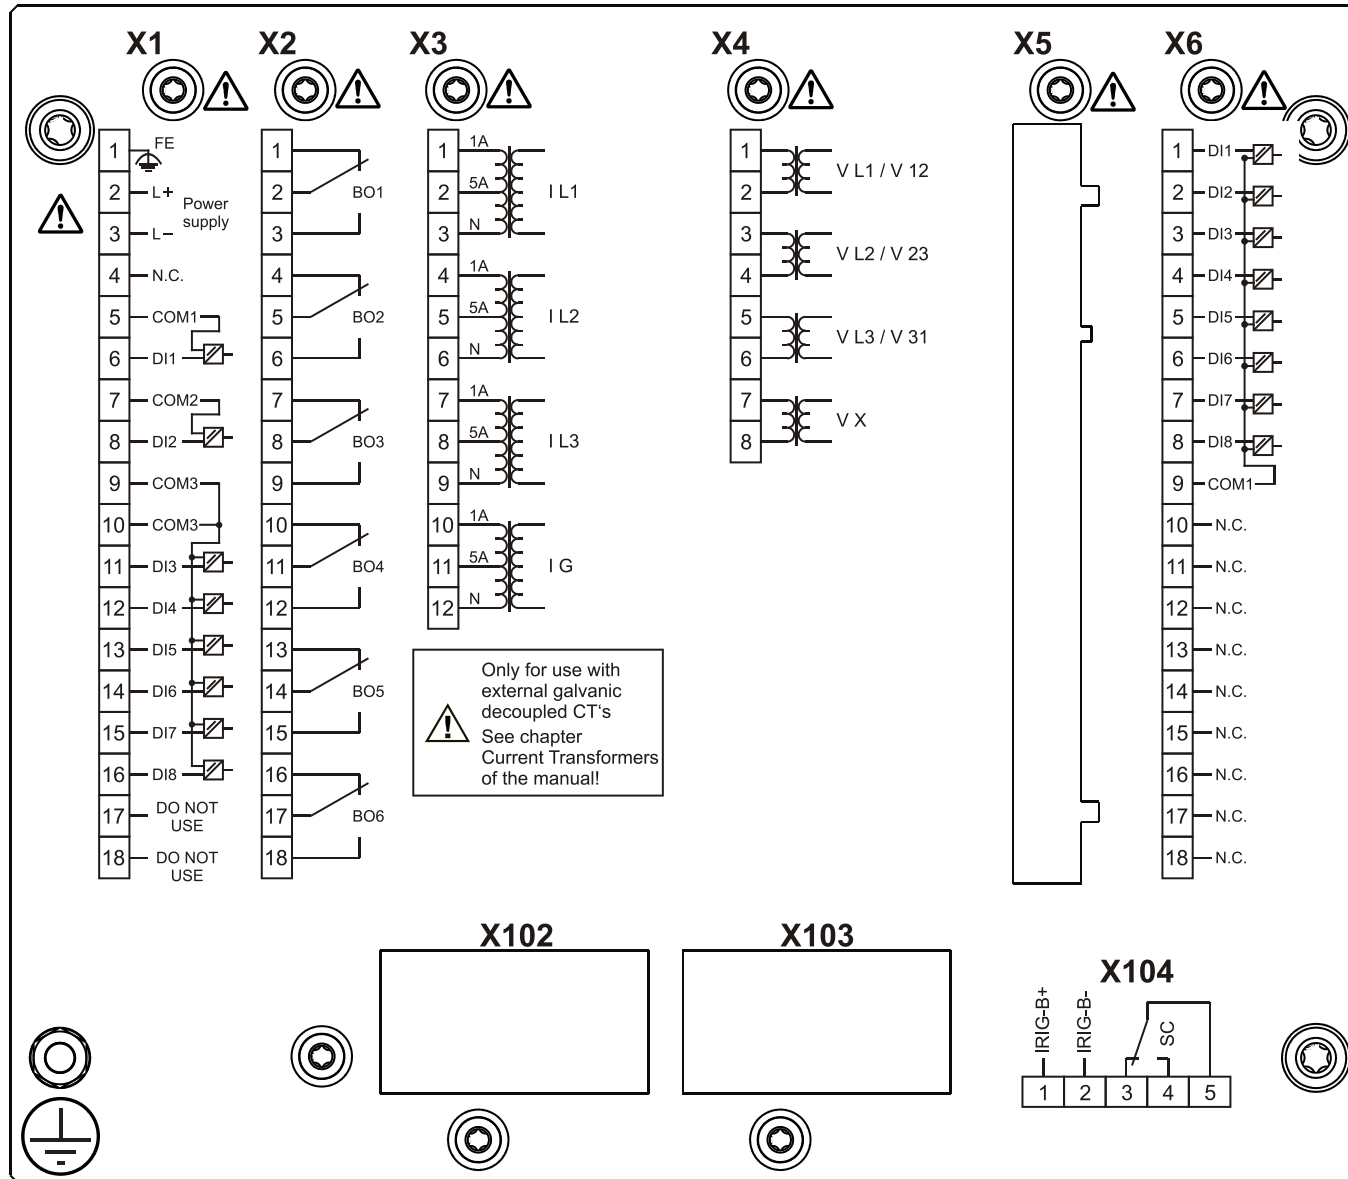 X1
X2
X3
X4
X5
X6
1 FE
2 L+
Power
supply
3 L–
4 N.C.
5 COM1
6 DI1
7 COM2
8 DI2
9 COM3
10 COM3
11 DI3
12 DI4
13 DI5
14 DI6
15 DI7
16 DI8
17 DO NOT
USE
18 DO NOT
USE
1
2 BO1
3
4
5 BO2
6
7
8 BO3
9
10
11 BO4
12
13
14 BO5
15
16
17 BO6
18
1 1A
2 5A I L1
3 N
4 1A
5 5A I L2
6 N
7 1A
8 5A I L3
9 N
10 1A
11 5A I G
12 N
Only for use with
external galvanic
decoupled CT‘s
See chapter
Current Transformers
of the manual!
1
V L1 / V 12
2
3
V L2 / V 23
4
5
V L3 / V 31
6
7
V X
8
1 DI1
2 DI2
3 DI3
4 DI4
5 DI5
6 DI6
7 DI7
8 DI8
9 COM1
10 N.C.
11 N.C.
12 N.C.
13 N.C.
14 N.C.
15 N.C.
16 N.C.
17 N.C.
18 N.C.
X102
X103
X104
IRIG-B+
IRIG-B-
SC
1 2 3 4 5